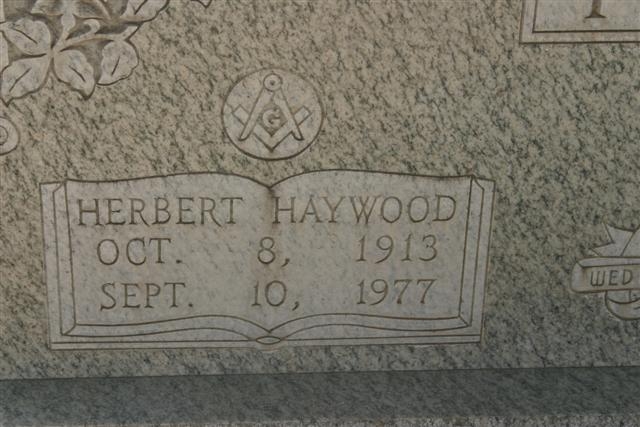 G
HERBERT HAYWOOD
OCT. 8, 1913
SEPT. 10, 1977
WED